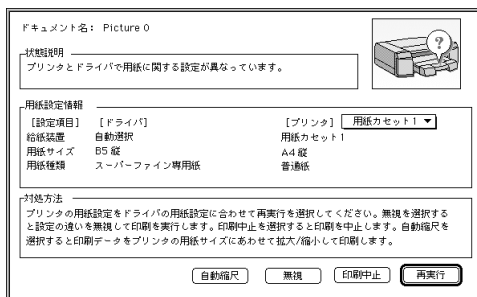 ドキュメント名: Picture 0
状態説明
プリンタとドライバで用紙に関する設定が異なっています。
用紙設定情報
[設定項目] [ドライバ] [プリンタ] 用紙カセット1 ▼
給紙装置 自動選択 用紙カセット1
用紙サイズ B5 縦 A4 縦
用紙種類 スーパーファイン専用紙 普通紙
対処方法
プリンタの用紙設定をドライバの用紙設定に合わせて再実行を選択してください。無視を選択する
と設定の違いを無視して印刷を実行します。印刷中止を選択すると印刷を中止します。自動縮尺を
選択すると印刷データをプリンタの用紙サイズにあわせて拡大/縮小して印刷します。
自動縮尺 無視 印刷中止 再実行